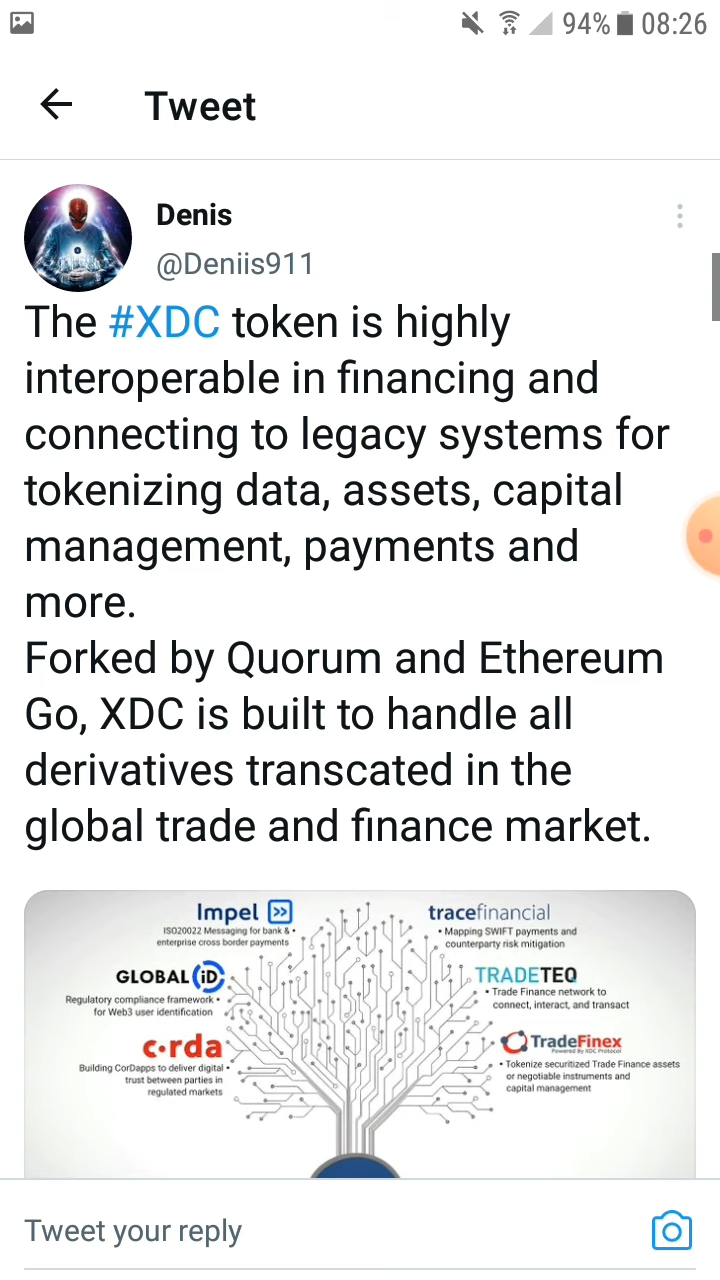 94% 08:26
Tweet
Denis
@Deniis911
The #XDC token is highly
interoperable in financing and
connecting to legacy systems for
tokenizing data, assets, capital
management, payments and
more.
Forked by Quorum and Ethereum
Go, XDC is built to handle all
derivatives transcated in the
global trade and finance market.
Impel
ISO20022 Messaging for bank & •
enterprise cross border payments
GLOBAL iD
Regulatory compliance framework •
for Web3 user identification
c•rda
Building CorDapps to deliver digital •
trust between parties in
regulated markets
tracefinancial
• Mapping SWIFT payments and
counterparty risk mitigation
TRADETEQ
• Trade Finance network to
connect, interact, and transact
TradeFinex
Powered By XDC Protocol
• Tokenize securitized Trade Finance assets
or negotiable instruments and
capital management
Tweet your reply